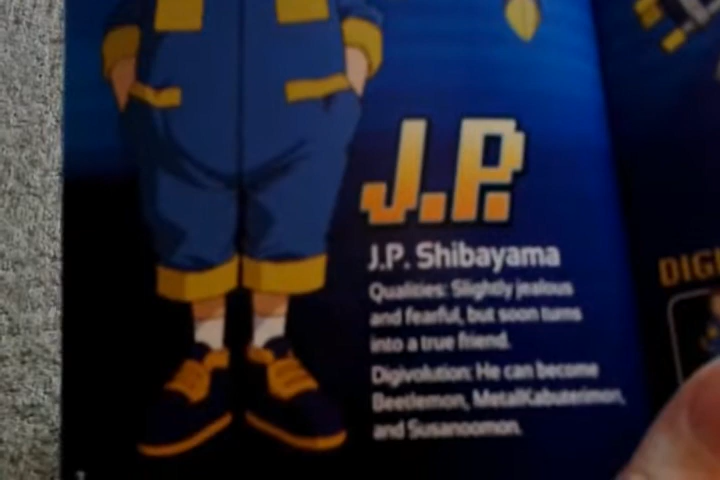 J.P.
J.P. Shibayama
Qualities: Slightly jealous
and fearful, but soon turns
into a true friend.
Digivolution: He can become
Beetlemon, MetalKabuterimon,
and Susanoomon.
DIGI